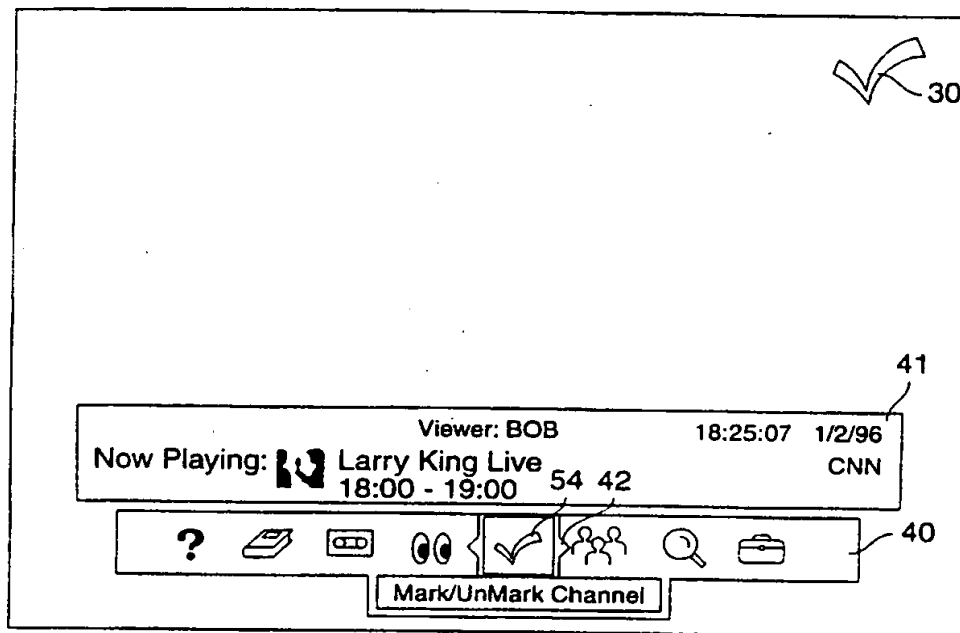 30
41
Viewer: BOB 18:25:07 1/2/96
Now Playing: Larry King Live CNN
18:00 - 19:00
54 42
? 40
Mark/UnMark Channel